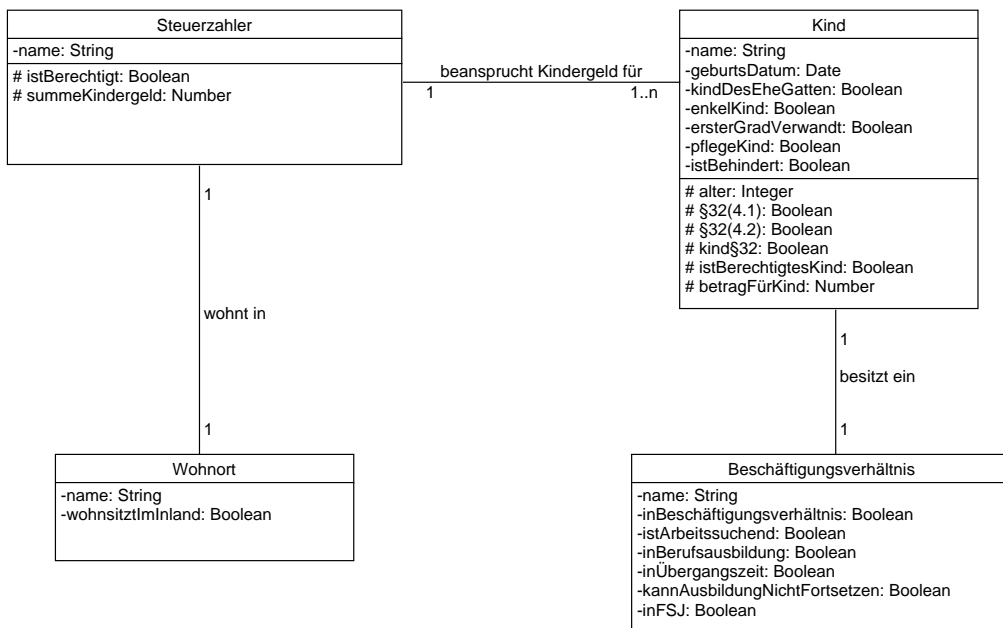 Steuerzahler
-name: String
# istBerechtigt: Boolean
# summeKindergeld: Number
beansprucht Kindergeld für
1
1..n
Kind
-name: String
-geburtsDatum: Date
-kindDesEheGatten: Boolean
-enkelKind: Boolean
-ersterGradVerwandt: Boolean
-pflegeKind: Boolean
-istBehindert: Boolean
# alter: Integer
# §32(4.1): Boolean
# §32(4.2): Boolean
# kind§32: Boolean
# istBerechtigtesKind: Boolean
# betragFürKind: Number
1
wohnt in
1
1
besitzt ein
1
Wohnort
-name: String
-wohnsitztImInland: Boolean
Beschäftigungsverhältnis
-name: String
-inBeschäftigungsverhältnis: Boolean
-istArbeitssuchend: Boolean
-inBerufsausbildung: Boolean
-inÜbergangszeit: Boolean
-kannAusbildungNichtFortsetzen: Boolean
-inFSJ: Boolean